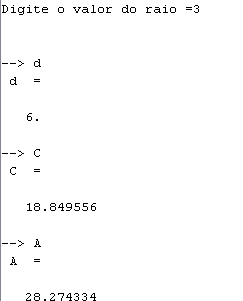 Digite o valor do raio =3
--> d
d =
6.
--> C
C =
18.849556
--> A
A =
28.274334